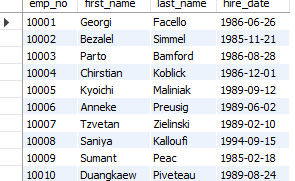 emp_no first_name last_name hire_date
10001 Georgi Facello 1986-06-26
10002 Bezalel Simmel 1985-11-21
10003 Parto Bamford 1986-08-28
10004 Chirstian Koblick 1986-12-01
10005 Kyoichi Maliniak 1989-09-12
10006 Anneke Preusig 1989-06-02
10007 Tzvetan Zielinski 1989-02-10
10008 Saniya Kalloufi 1994-09-15
10009 Sumant Peac 1985-02-18
10010 Duangkaew Piveteau 1989-08-24